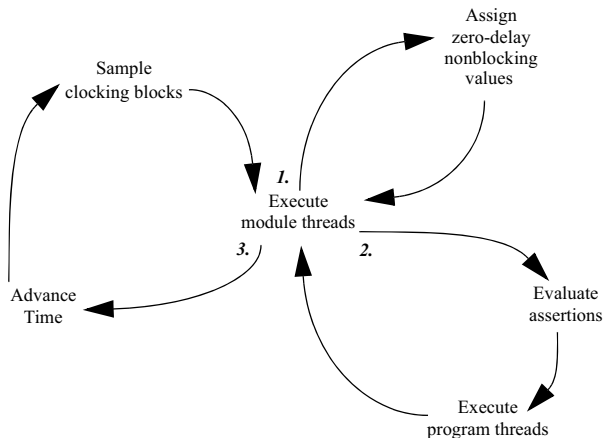 Assign
zero-delay
nonblocking
values
Sample
clocking blocks
1.
Execute
module threads
3.
2.
Advance
Time
Evaluate
assertions
Execute
program threads